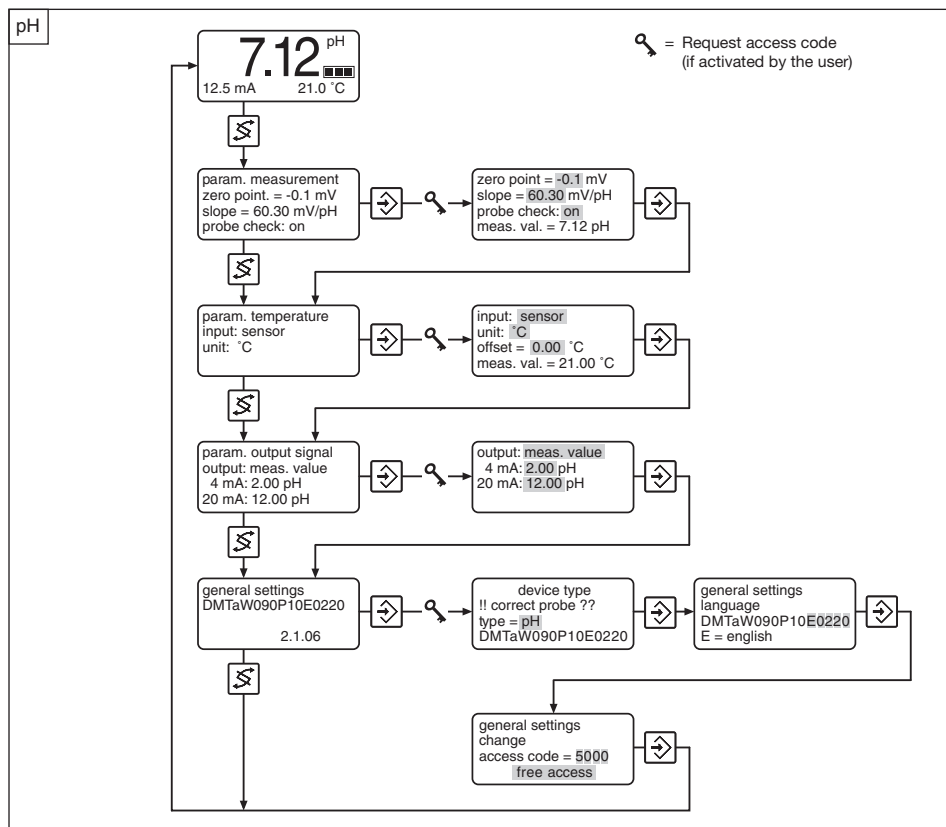 pH
7.12 pH
12.5 mA 21.0 ˚C
= Request access code
(if activated by the user)
param. measurement
zero point. = -0.1 mV
slope = 60.30 mV/pH
probe check: on
zero point = -0.1 mV
slope = 60.30 mV/pH
probe check: on
meas. val. = 7.12 pH
param. temperature
input: sensor
unit: ˚C
input: sensor
unit: ˚C
offset = 0.00 ˚C
meas. val. = 21.00 ˚C
param. output signal
output: meas. value
4 mA: 2.00 pH
20 mA: 12.00 pH
output: meas. value
4 mA: 2.00 pH
20 mA: 12.00 pH
general settings
DMTaW090P10E0220
2.1.06
device type
!! correct probe ??
type = pH
DMTaW090P10E0220
general settings
language
DMTaW090P10E0220
E = english
general settings
change
access code = 5000
free access